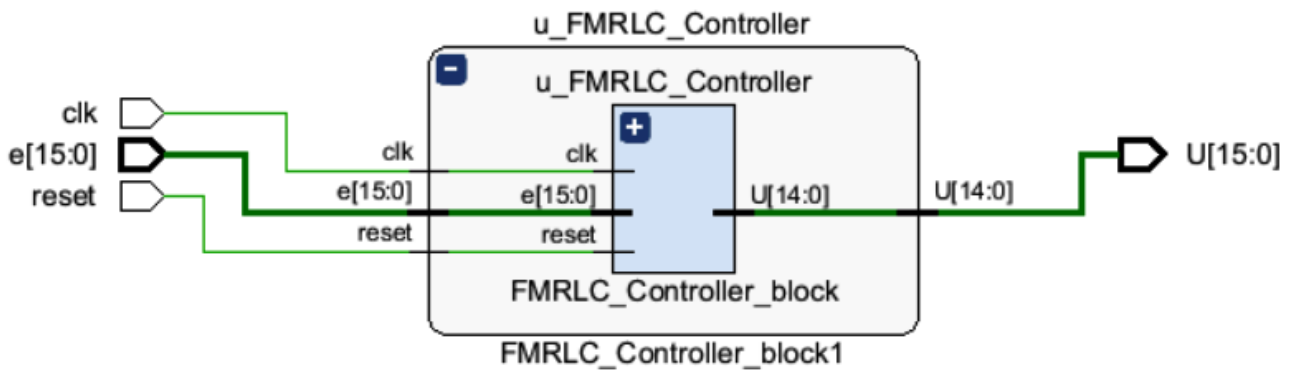 u_FMRLC_Controller
u_FMRLC_Controller
clk
e[15:0]
reset
clk
e[15:0]
reset
clk
e[15:0]
reset
U[14:0]
U[14:0]
U[15:0]
FMRLC_Controller_block
FMRLC_Controller_block1